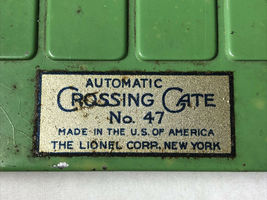 AUTOMATIC
CROSSING GATE
No. 47
MADE IN THE U.S. OF AMERICA
THE LIONEL CORP., NEW YORK